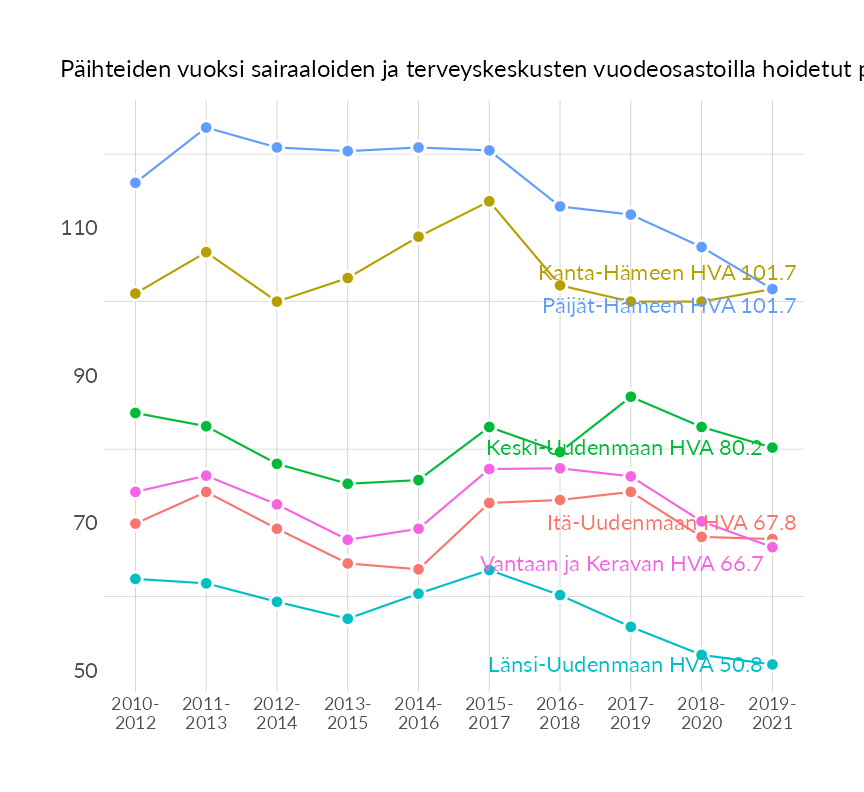 Päihteiden vuoksi sairaaloiden ja terveyskeskusten vuodeosastoilla hoidetut
110
90
70
50
Kanta-Hämeen HVA 101.7
Päijät-Hämeen HVA 101.7
Keski-Uudenmaan HVA 80.2
Itä-Uudenmaan HVA 67.8
Vantaan ja Keravan HVA 66.7
Länsi-Uudenmaan HVA 50.8
2010- 2011- 2012- 2013- 2014- 2015- 2016- 2017- 2018- 2019-
2012 2013 2014 2015 2016 2017 2018 2019 2020 2021